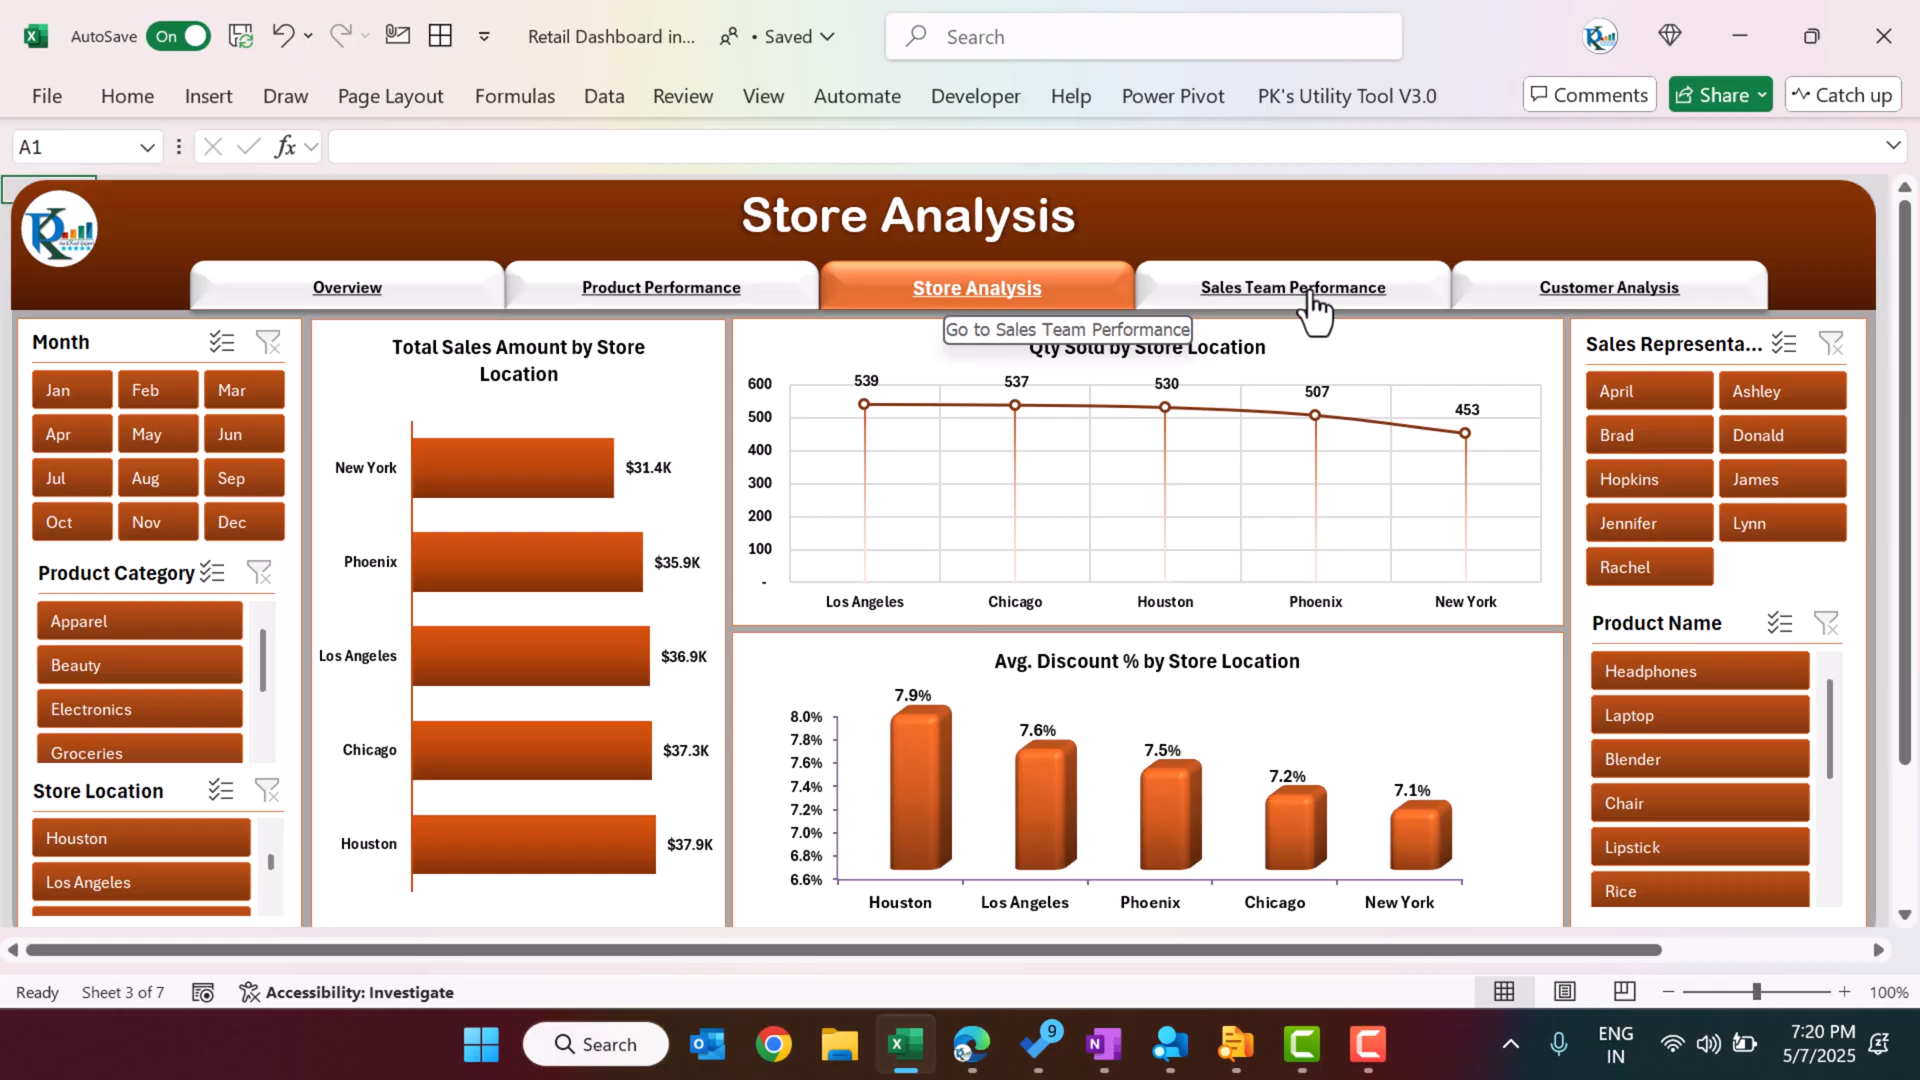 AutoSave On
Retail Dashboard in... • Saved
Search
File Home Insert Draw Page Layout Formulas Data Review View Automate Developer Help Power Pivot PK's Utility Tool V3.0
Comments Share Catch up
A1 fx
Store Analysis
Overview Product Performance Store Analysis Sales Team Performance Customer Analysis
Go to Sales Team Performance
Month
Jan Feb Mar
Apr May Jun
Jul Aug Sep
Oct Nov Dec
Product Category
Apparel
Beauty
Electronics
Groceries
Store Location
Houston
Los Angeles
Total Sales Amount by Store
Location
New York $31.4K
Phoenix $35.9K
Los Angeles $36.9K
Chicago $37.3K
Houston $37.9K
Qty Sold by Store Location
600
500
400
300
200
100
-
539 537 530 507 453
Los Angeles Chicago Houston Phoenix New York
Avg. Discount % by Store Location
8.0%
7.8%
7.6%
7.4%
7.2%
7.0%
6.8%
6.6%
7.9% 7.6% 7.5% 7.2% 7.1%
Houston Los Angeles Phoenix Chicago New York
Sales Representa...
April Ashley
Brad Donald
Hopkins James
Jennifer Lynn
Rachel
Product Name
Headphones
Laptop
Blender
Chair
Lipstick
Rice
Ready Sheet 3 of 7 Accessibility: Investigate 100%
Search
9
ENG
IN
7:20 PM
5/7/2025